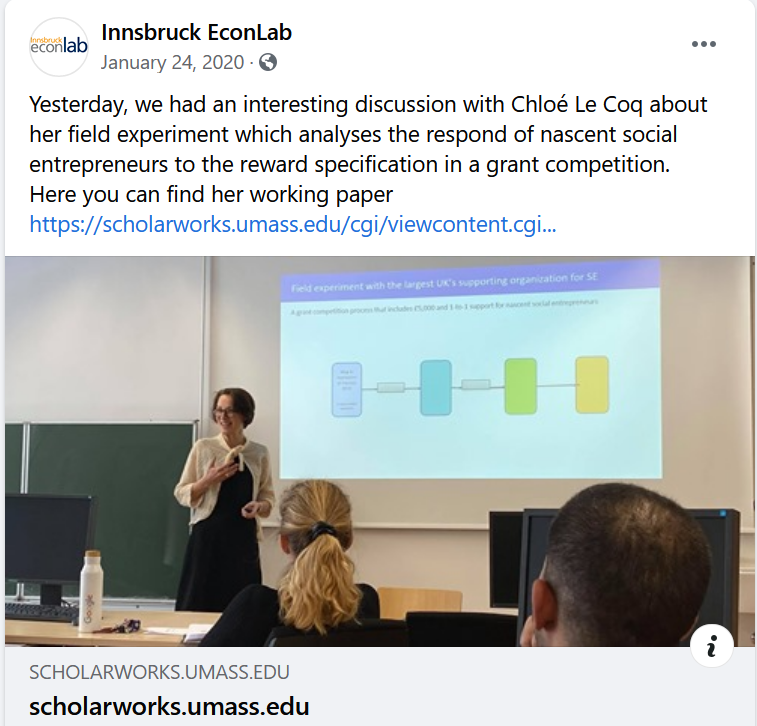 Innsbruck
econlab
Innsbruck EconLab
January 24, 2020 ·
Yesterday, we had an interesting discussion with Chloé Le Coq about
her field experiment which analyses the respond of nascent social
entrepreneurs to the reward specification in a grant competition.
Here you can find her working paper
https://scholarworks.umass.edu/cgi/viewcontent.cgi...
Field experiment with the largest UK's supporting organization for SE
A grant competition process that includes £5,000 and 1-to-1 support for nascent social entrepreneurs
Google
i
SCHOLARWORKS.UMASS.EDU
scholarworks.umass.edu